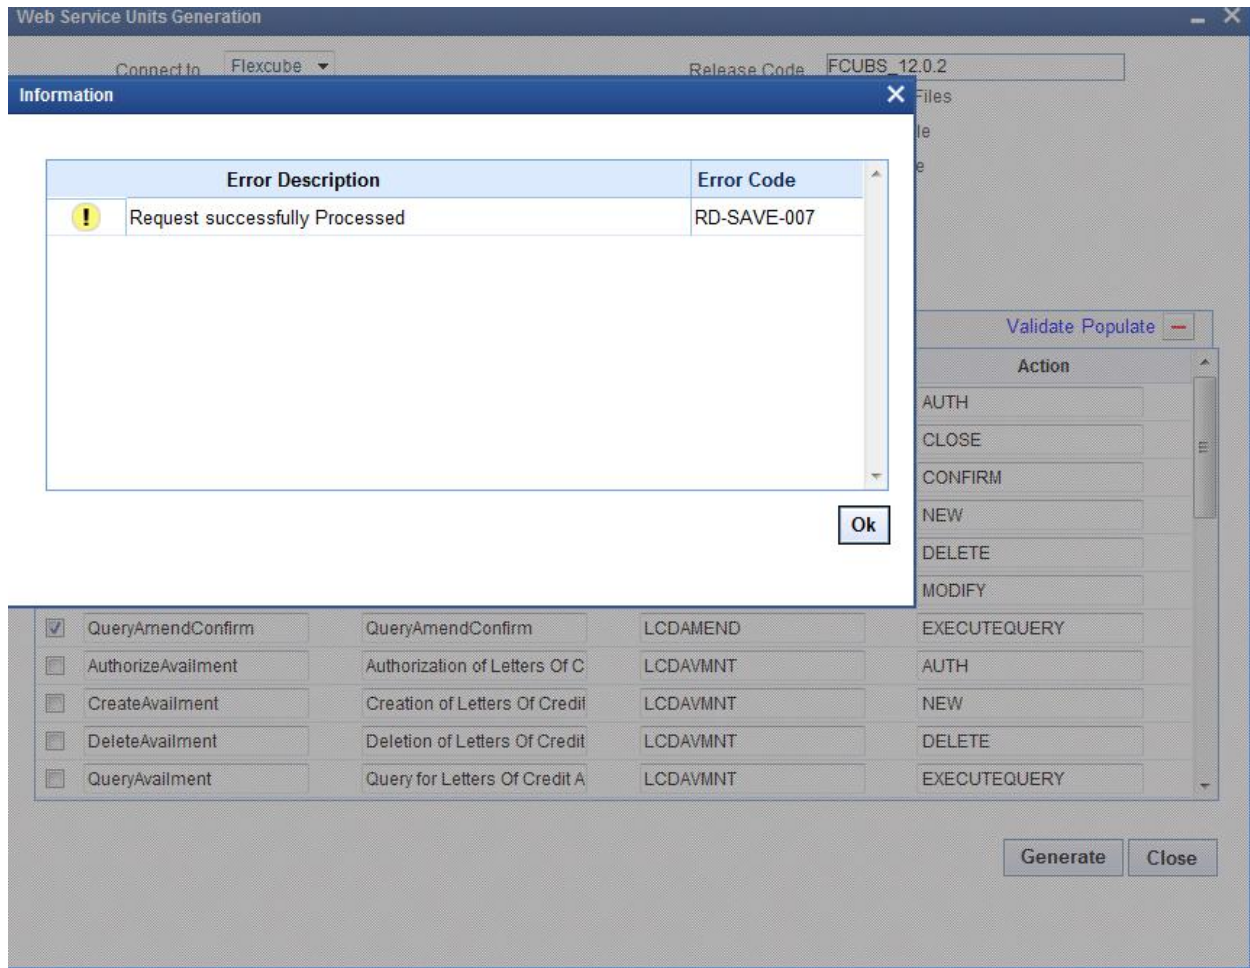 Web Service Units Generation
Connect to Flexcube Release Code FCUBS_12.0.2
Information
Files
le
e
Error Description Error Code
! Request successfully Processed RD-SAVE-007
Ok
Validate Populate
Action
AUTH
CLOSE
CONFIRM
NEW
DELETE
MODIFY
QueryAmendConfirm QueryAmendConfirm LCDAMEND EXECUTEQUERY
AuthorizeAvailment Authorization of Letters Of C LCDAVMNT AUTH
CreateAvailment Creation of Letters Of Credit LCDAVMNT NEW
DeleteAvailment Deletion of Letters Of Credit LCDAVMNT DELETE
QueryAvailment Query for Letters Of Credit A LCDAVMNT EXECUTEQUERY
Generate Close